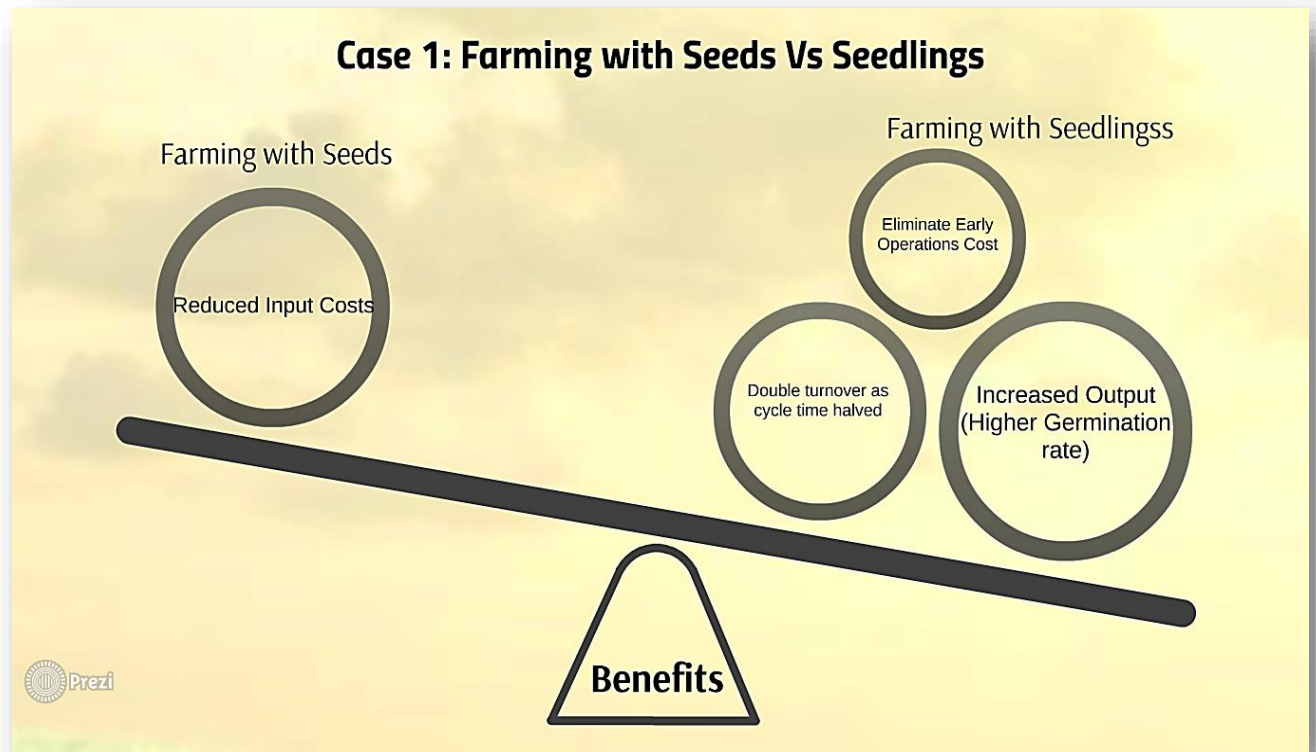 Case 1: Farming with Seeds Vs Seedlings
Farming with Seeds
Reduced Input Costs
Farming with Seedlingss
Eliminate Early
Operations Cost
Double turnover as
cycle time halved
Increased Output
(Higher Germination
rate)
Benefits
Prezi